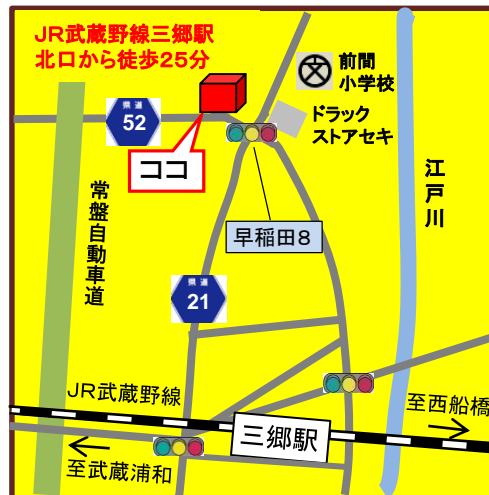 JR武蔵野線三郷駅
北口から徒歩25分
前間
小学校
県道
52
ドラック
ストアセキ
ココ
常盤自動車道
早稲田8
江戸川
県道
21
JR武蔵野線
三郷駅
至西船橋
至武蔵浦和